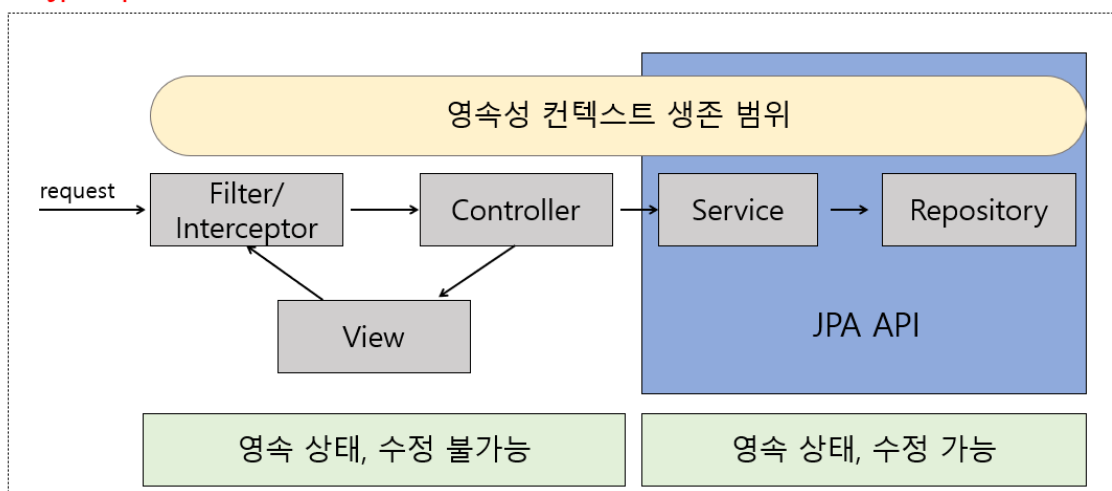 영속성 컨텍스트 생존 범위
request
Filter/
Interceptor
Controller
Service
Repository
View
JPA API
영속 상태, 수정 불가능
영속 상태, 수정 가능